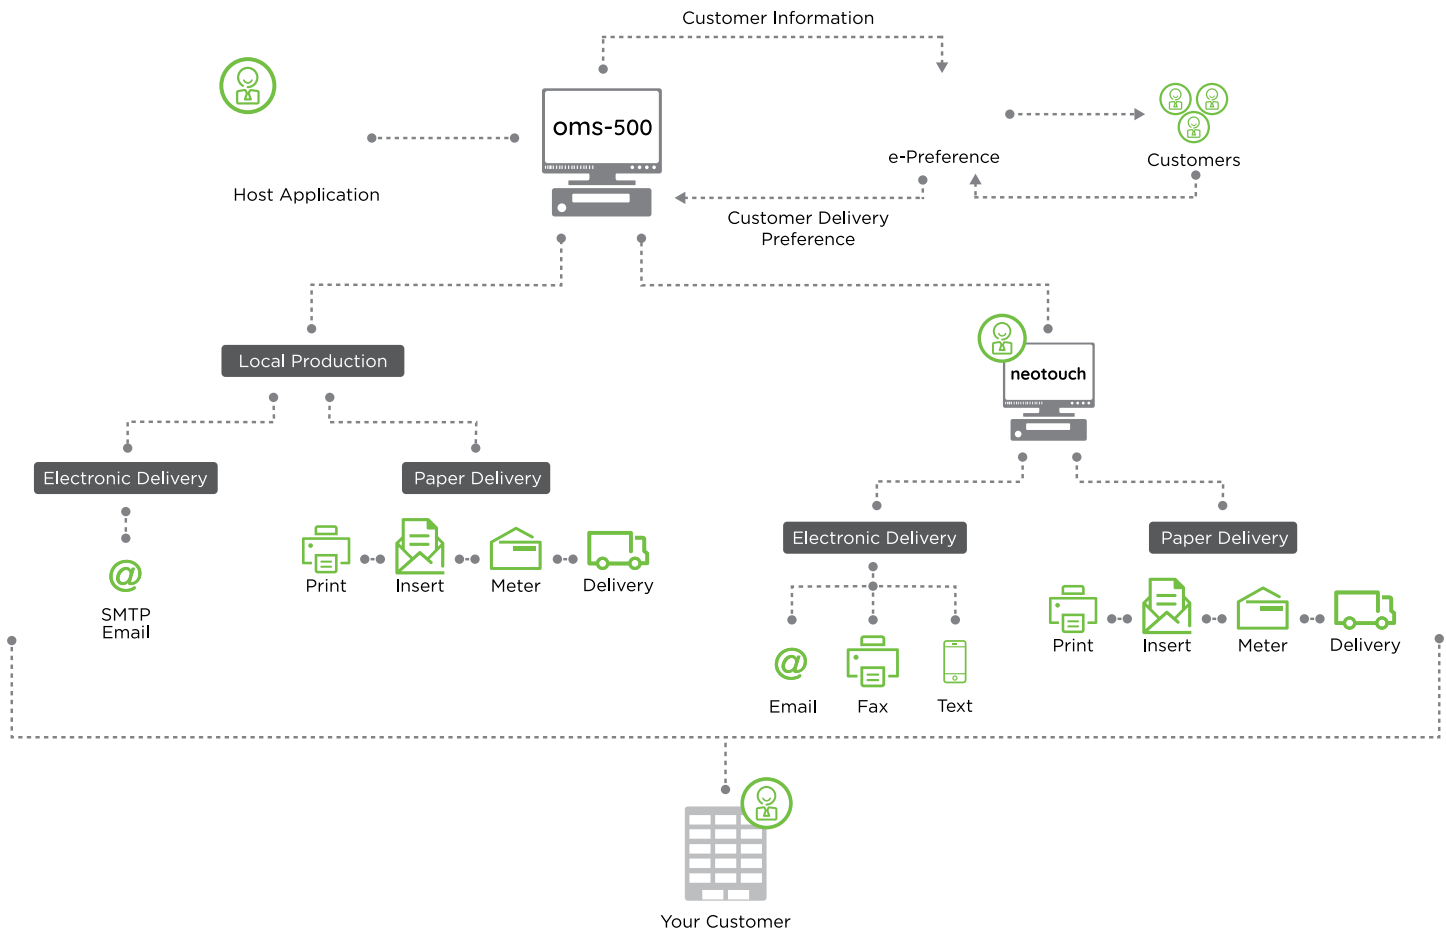 Customer Information
oms-500
e-Preference
Customers
Host Application
Customer Delivery
Preference
Local Production
neotouch
Electronic Delivery
Paper Delivery
Print
Insert
Meter
Delivery
SMTP
Email
Electronic Delivery
Paper Delivery
Email
Fax
Text
Print
Insert
Meter
Delivery
Your Customer